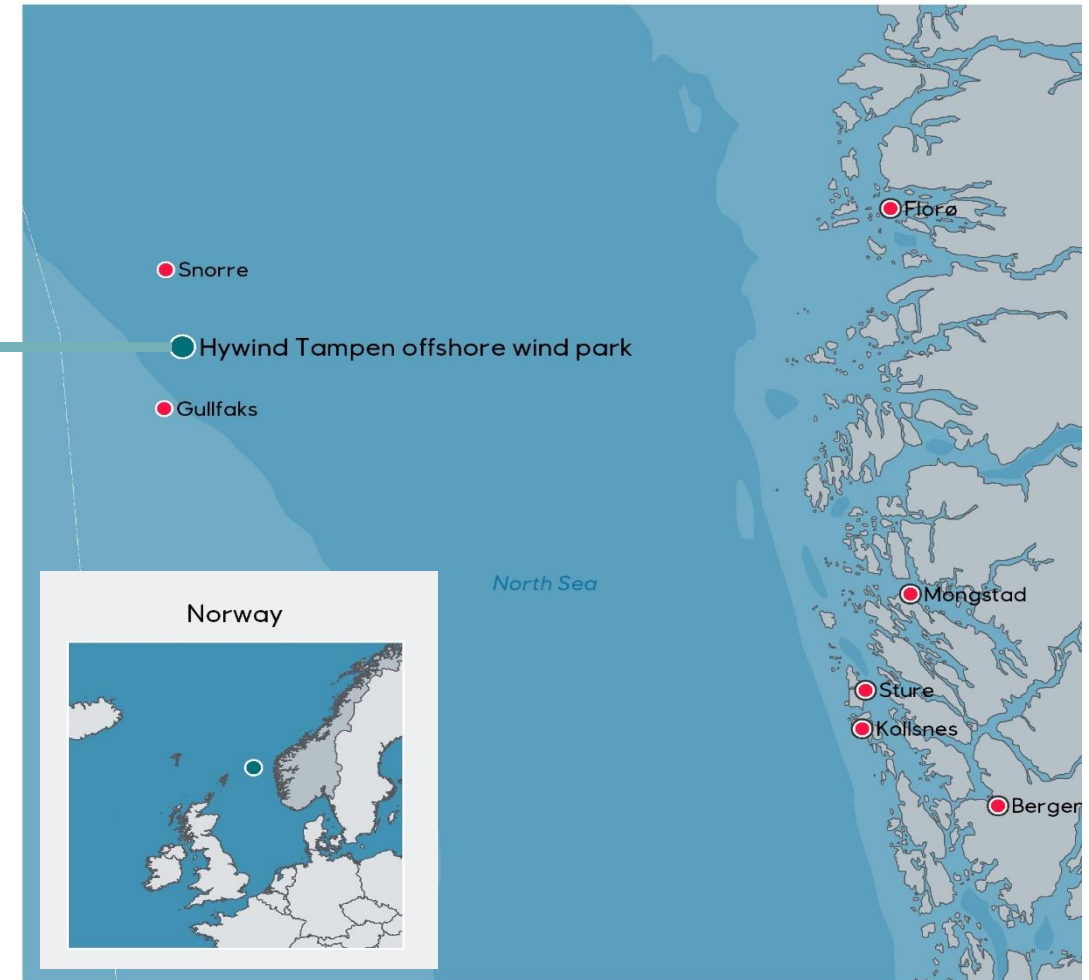 Florø
Snorre
Hywind Tampen offshore wind park
Gullfaks
North Sea
Mongstad
Norway
Sture
Kollsnes
Bergen